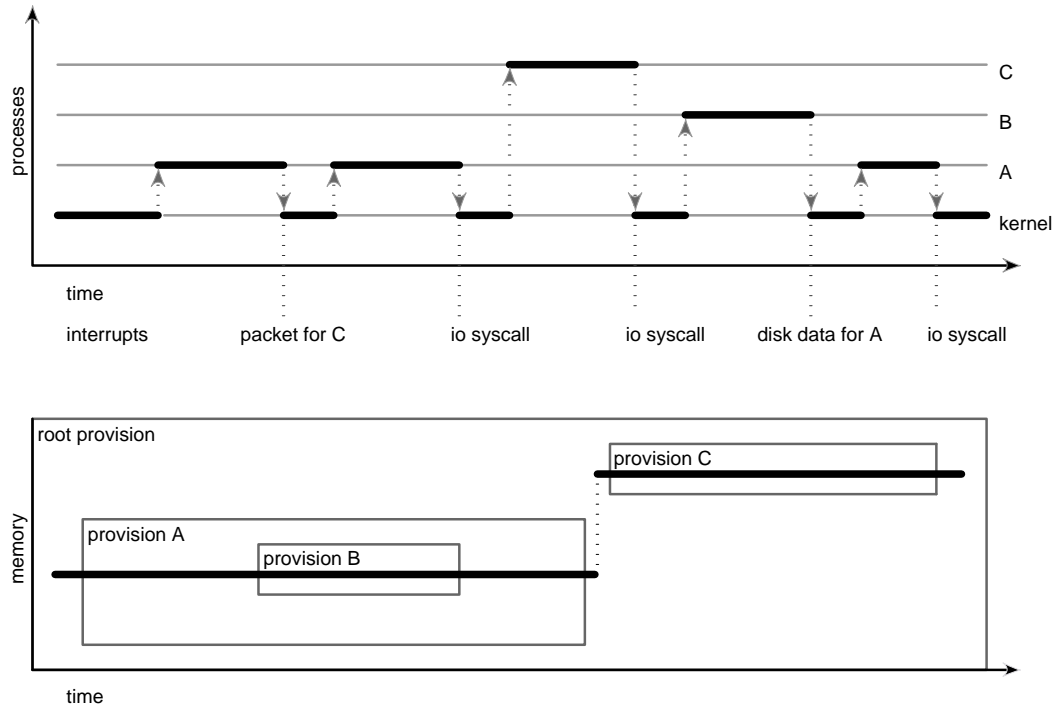 processes
C
B
A
kernel
time
interrupts packet for C io syscall io syscall disk data for A io syscall
root provision
provision C
provision A
provision B
memory
time